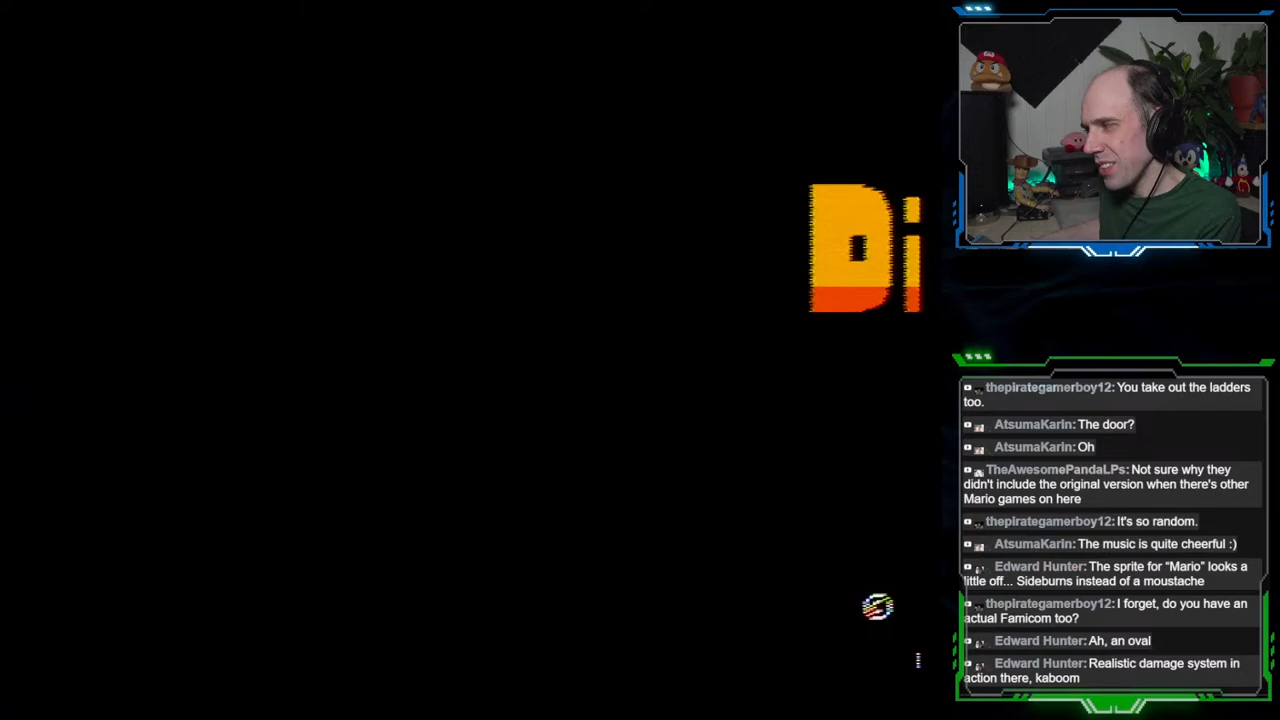 Di
thepirategamerboy12: You take out the ladders
too.
AtsumaKarin: The door?
AtsumaKarin: Oh
TheAwesomePandaLPs: Not sure why they
didn't include the original version when there's other
Mario games on here
thepirategamerboy12: It's so random.
AtsumaKarin: The music is quite cheerful :)
Edward Hunter: The sprite for “Mario” looks a
little off... Sideburns instead of a moustache
thepirategamerboy12: I forget, do you have an
actual Famicom too?
Edward Hunter: Ah, an oval
Edward Hunter: Realistic damage system in
action there, kaboom